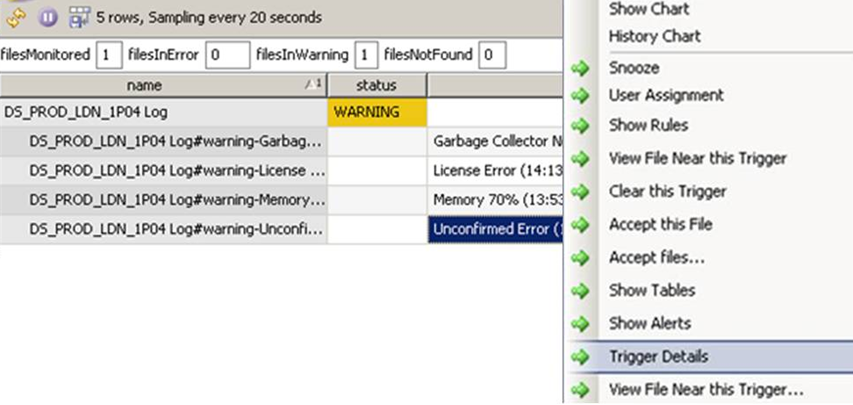 5 rows, Sampling every 20 seconds
filesMonitored 1 filesInError 0 filesInWarning 1 filesNotFound 0
name 1 status
DS_PROD_LDN_1P04 Log WARNING
DS_PROD_LDN_1P04 Log#warning-Garbag... Garbage Collector N
DS_PROD_LDN_1P04 Log#warning-License ... License Error (14:13
DS_PROD_LDN_1P04 Log#warning-Memory... Memory 70% (13:53
DS_PROD_LDN_1P04 Log#warning-Unconfi... Unconfirmed Error (
Show Chart
History Chart
Snooze
User Assignment
Show Rules
View File Near this Trigger
Clear this Trigger
Accept this File
Accept files...
Show Tables
Show Alerts
Trigger Details
View File Near this Trigger...